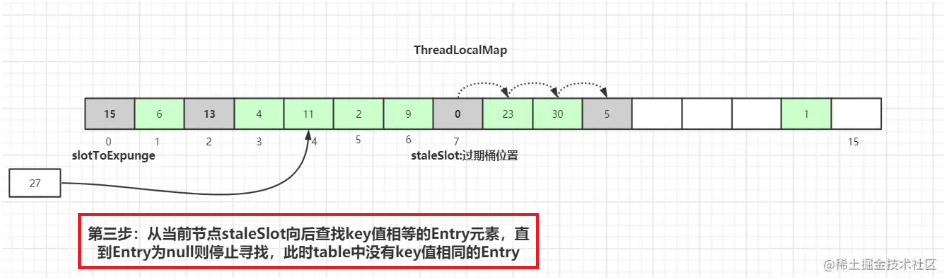 ThreadLocalMap
15 6 13 4 11 2 9 0 23 30 5 1
0 1 2 3 4 5 6 7 15
slotToExpunge staleSlot:过期桶位置
27
第三步：从当前节点staleSlot向后查找key值相等的Entry元素，直
到Entry为null则停止寻找，此时table中没有key值相同的Entry
@稀土掘金技术社区